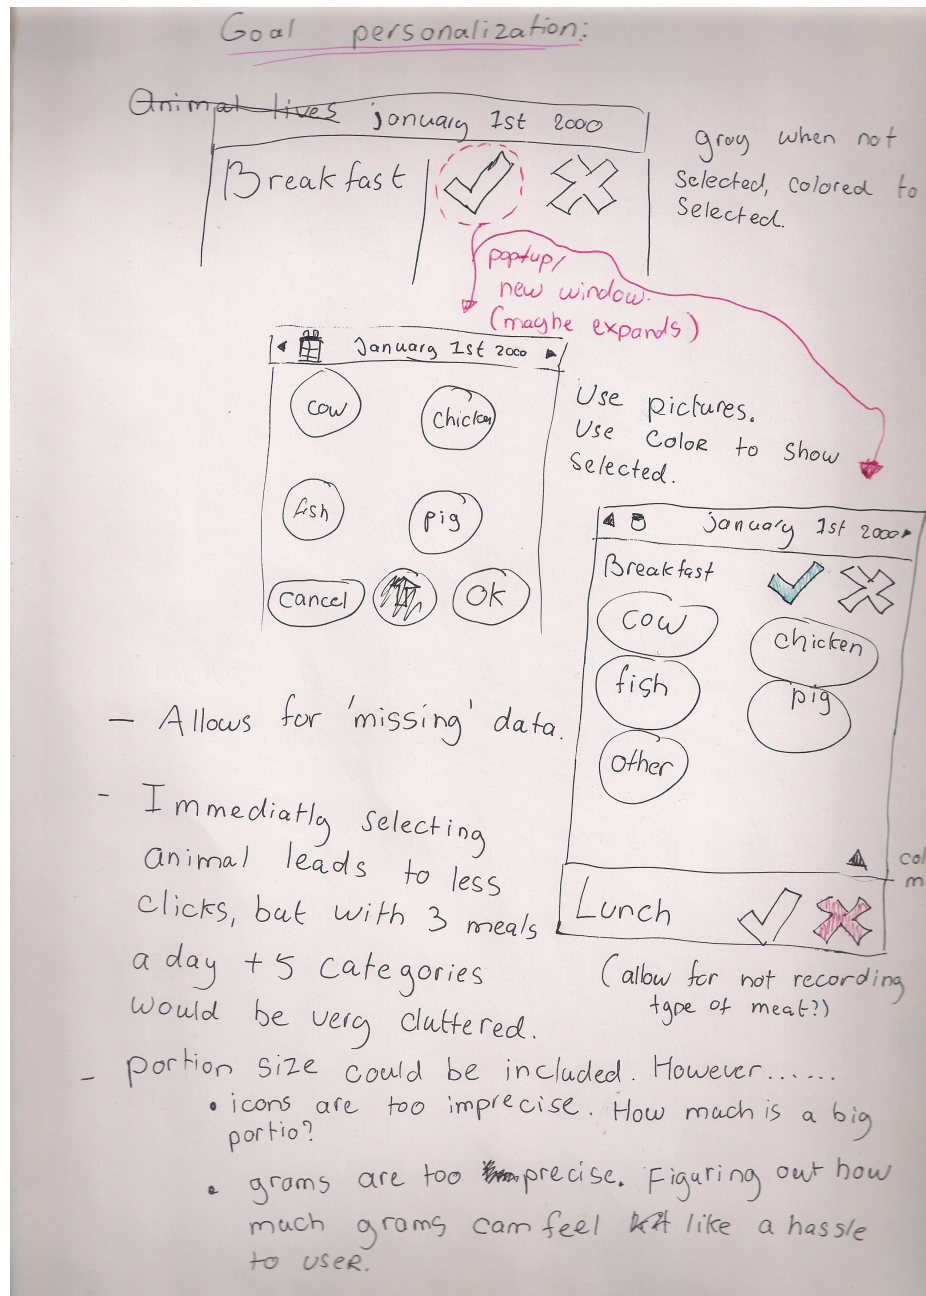 Goal personalization:
Animal lives
january 1st 2000
Breakfast
gray when not
selected, colored to
selected.
popup/
new window.
(maybe expands)
January 1st 2000
cow
chicken
fish
pig
cancel
OK
Use pictures.
Use COLOR to show
selected.
january 1st 2000
Breakfast
cow
chicken
fish
pig
other
Lunch
col
m
(allow for not recording
type of meat?)
- Allows for 'missing' data.
- Immediatly selecting
animal leads to less
clicks, but with 3 meals
a day + 5 categories
would be very cluttered.
- portion size could be included. However......
• icons are too imprecise. How much is a big
portio?
• grams are too precise. Figuring out how
much grams cam feel like a hassle
to useR.